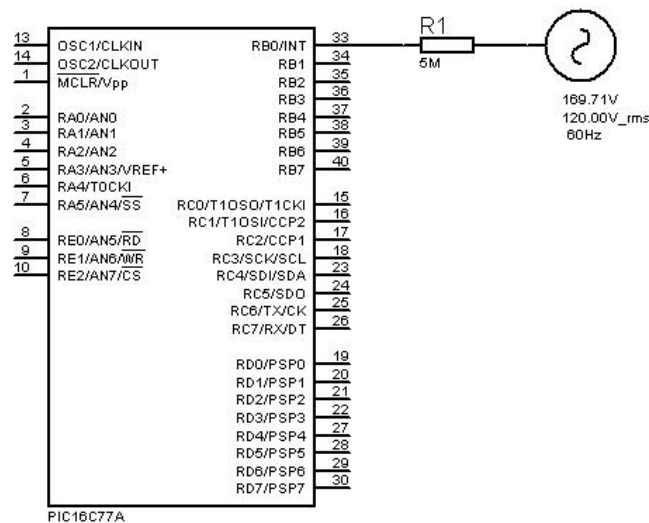 R1
5M
169.71V
120.00V_rms
60Hz
13 OSC1/CLKIN RB0/INT 33
14 OSC2/CLKOUT RB1 34
1 MCLR/Vpp RB2 35
RB3 36
2 RA0/AN0 RB4 37
3 RA1/AN1 RB5 38
4 RA2/AN2 RB6 39
5 RA3/AN3/VREF+ RB7 40
6 RA4/T0CKI
7 RA5/AN4/SS RC0/T1OSO/T1CKI 15
RC1/T1OSI/CCP2 16
8 RE0/AN5/RD RC2/CCP1 17
9 RE1/AN6/WR RC3/SCK/SCL 18
10 RE2/AN7/CS RC4/SDI/SDA 23
RC5/SDO 24
RC6/TX/CK 25
RC7/RX/DT 26
RD0/PSP0 19
RD1/PSP1 20
RD2/PSP2 21
RD3/PSP3 22
RD4/PSP4 27
RD5/PSP5 28
RD6/PSP6 29
RD7/PSP7 30
PIC16C77A